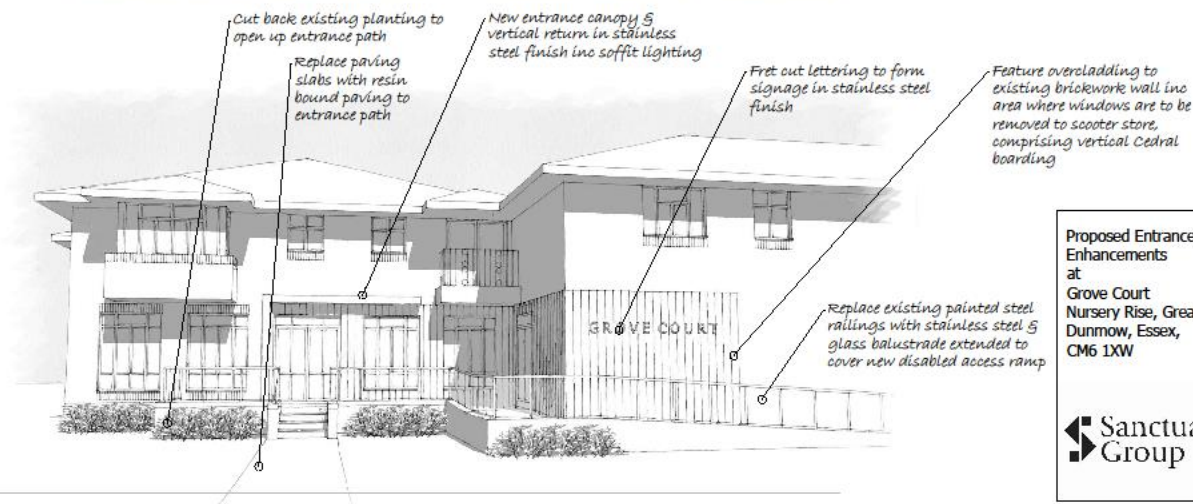 Cut back existing planting to
open up entrance path
Replace paving
slabs with resin
bound paving to
entrance path
New entrance canopy &
vertical return in stainless
steel finish inc soffit lighting
Fret cut lettering to form
signage in stainless steel
finish
Feature overcladding to
existing brickwork wall inc
area where windows are to be
removed to scooter store,
comprising vertical Cedral
boarding
GROVE COURT
Replace existing painted steel
railings with stainless steel &
glass balustrade extended to
cover new disabled access ramp
Proposed Entrance
Enhancements
at
Grove Court
Nursery Rise, Grea
Dunmow, Essex,
CM6 1XW
Sanctua
Group